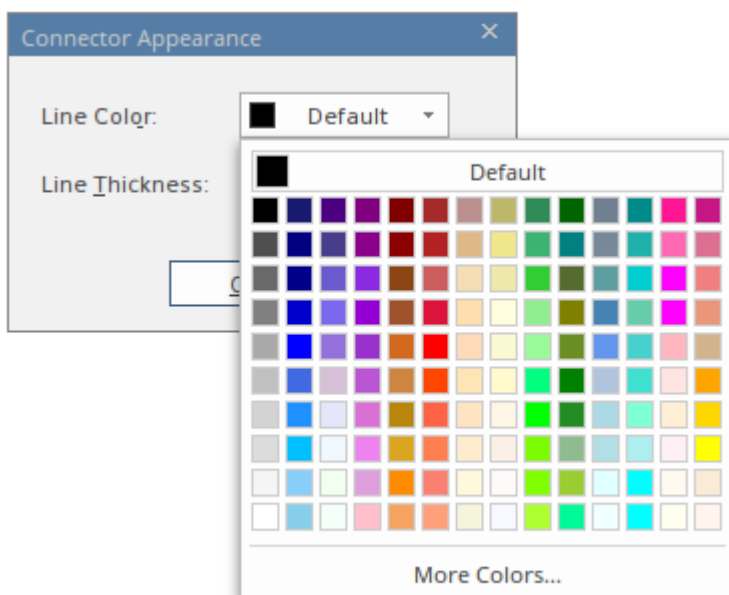 Connector Appearance
Line Color:
Default
Default
Line Thickness:
More Colors...